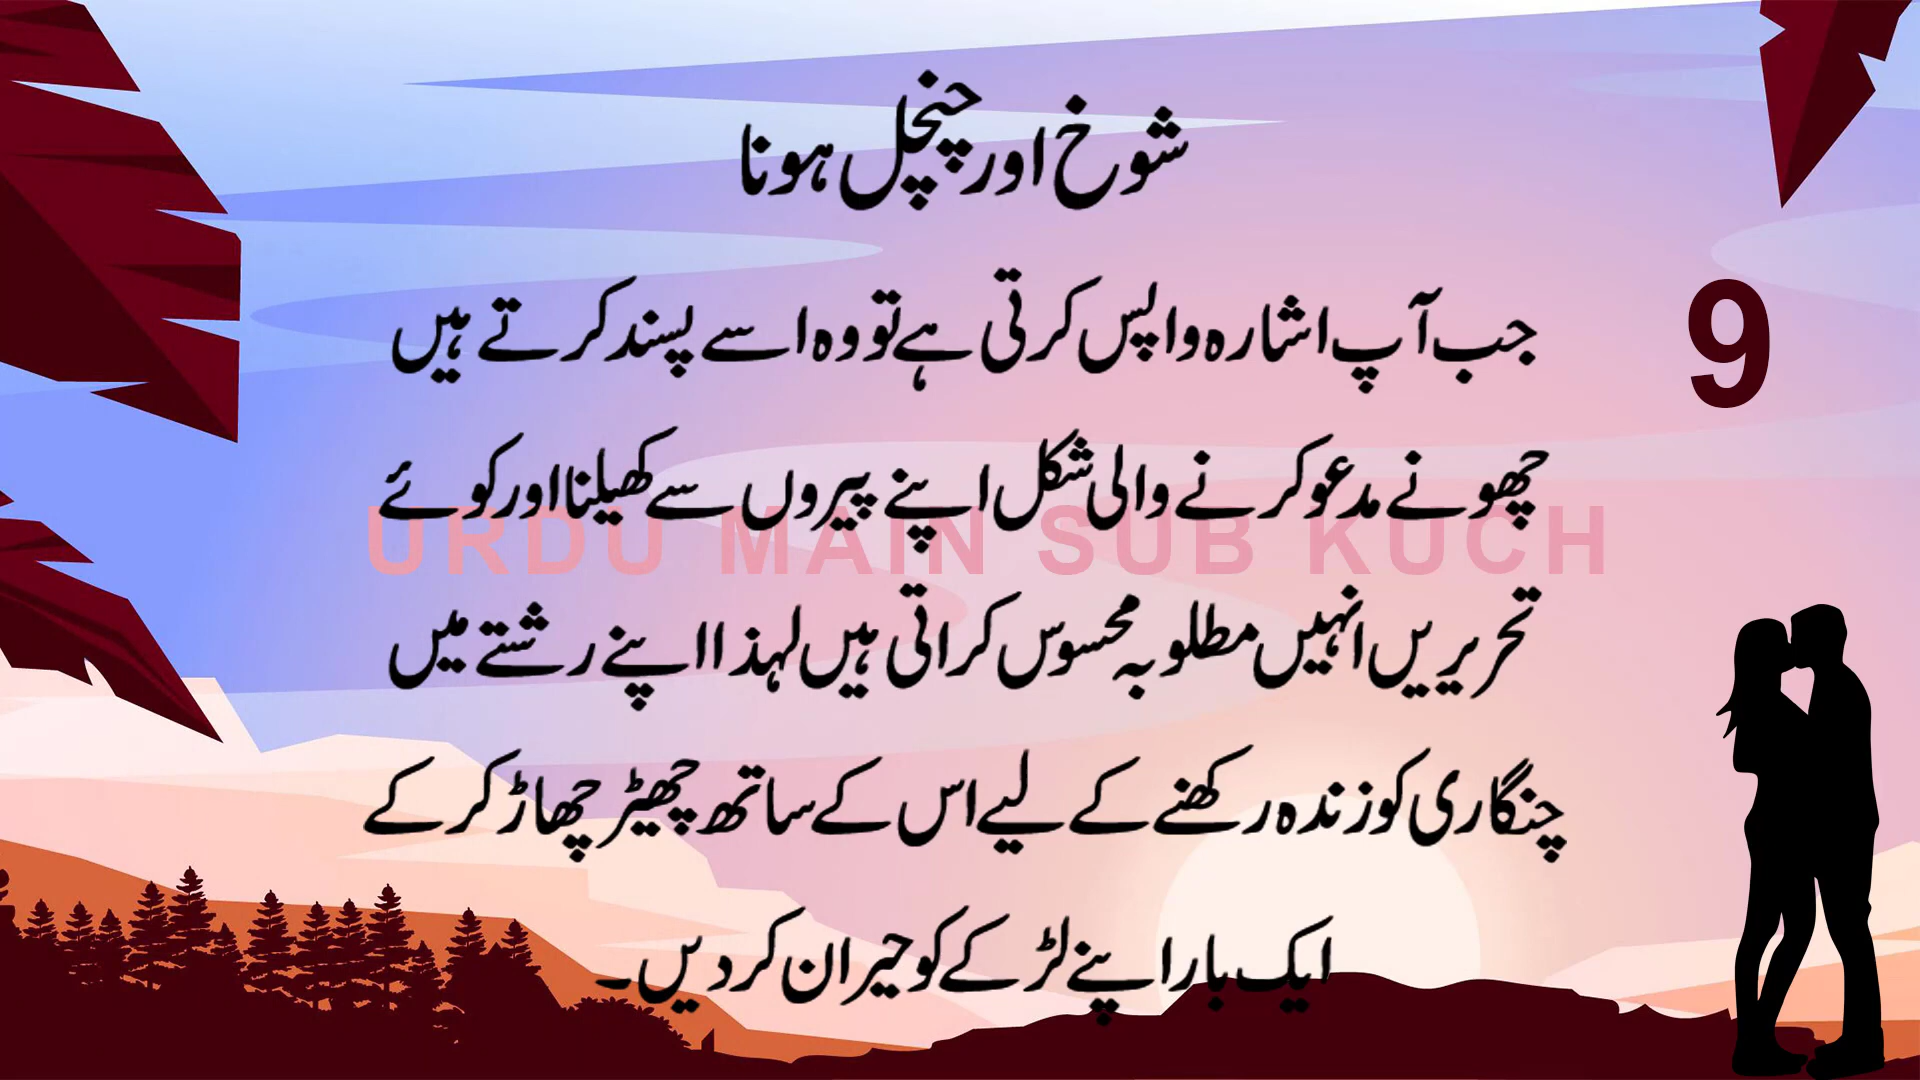 شوخ اور چنچل ہونا
جب آپ اشارہ واپس کرتی ہے تو وہ اسے پسند کرتے ہیں
9
چھونے مدعو کرنے والی شکل اپنے پیروں سے کھیلنا اور کوئے
URDU MAIN SUB KUCH
تحریریں انہیں مطلوبہ محسوس کراتی ہیں لہذا اپنے رشتے میں
چنگاری کو زندہ رکھنے کے لیے اس کے ساتھ چھیڑ چھاڑ کر کے
ایک بار اپنے لڑکے کو حیران کر دیں۔